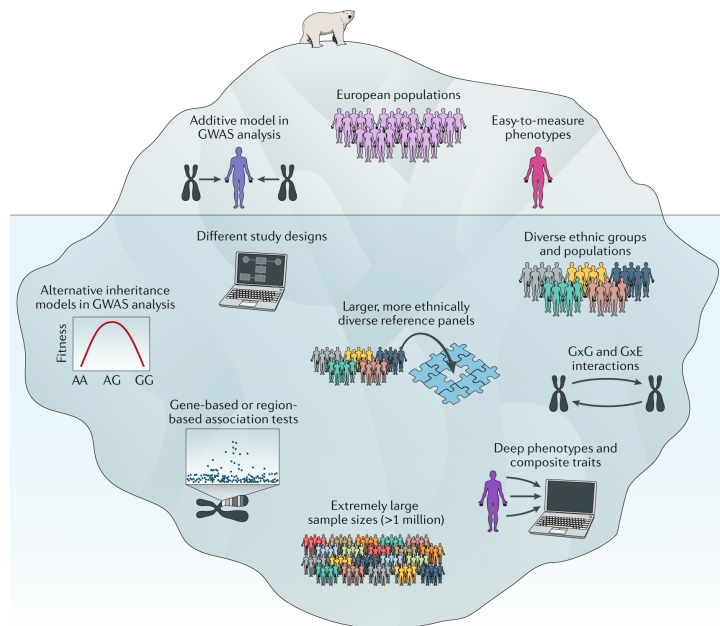 European populations
Additive model in
GWAS analysis
Easy-to-measure
phenotypes
Different study designs
Diverse ethnic groups
and populations
Alternative inheritance
models in GWAS analysis
Fitness
AA AG GG
Larger, more ethnically
diverse reference panels
GxG and GxE
interactions
Gene-based or region-
based association tests
Deep phenotypes and
composite traits
Extremely large
sample sizes (>1 million)